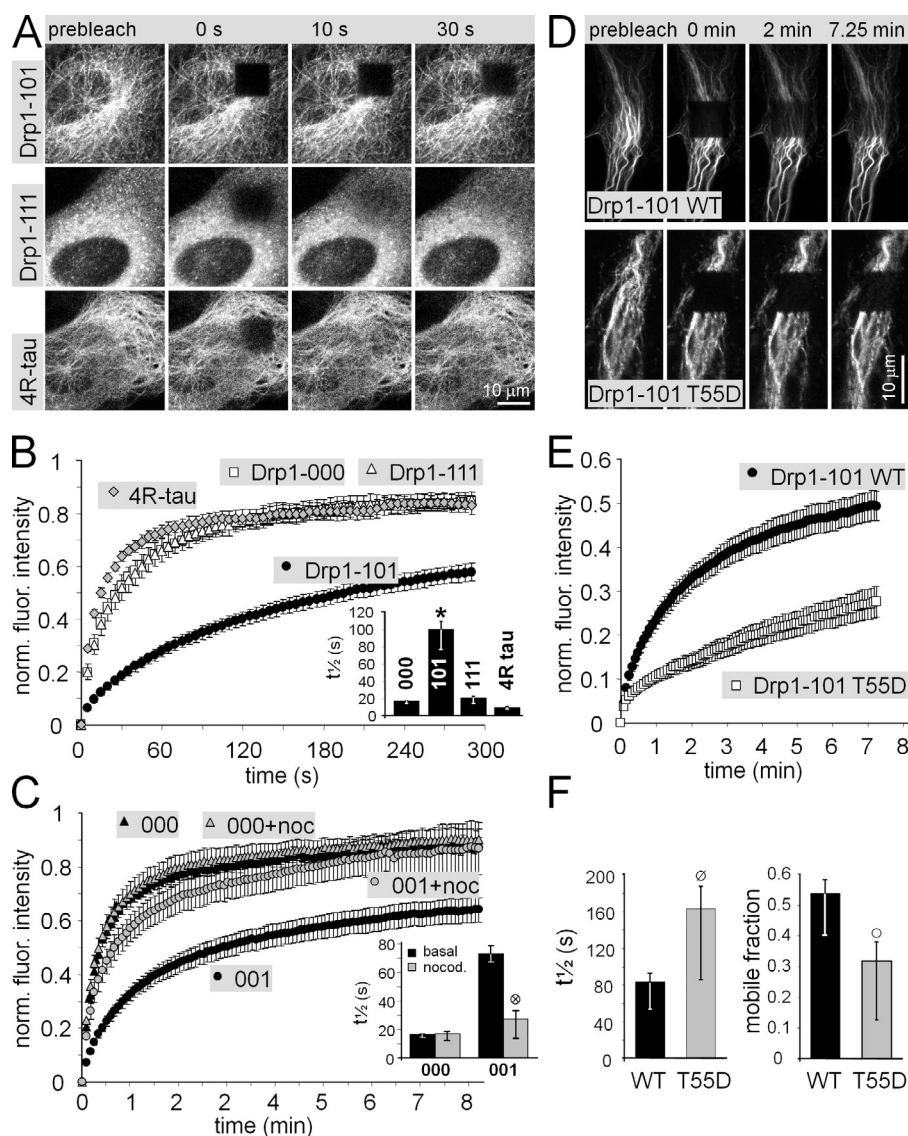 A
prebleach 0 s 10 s 30 s
Drp1-101
Drp1-111
4R-tau
10 μm
D
prebleach 0 min 2 min 7.25 min
Drp1-101 WT
Drp1-101 T55D
10 μm
B
norm. fluor. intensity
1
0.8
0.6
0.4
0.2
0
4R-tau
Drp1-000
Drp1-111
Drp1-101
0 60 120 180 240 300
time (s)
t½ (s)
120
100
80
60
40
20
0
*
000
101
111
4R tau
C
norm. fluor. intensity
1
0.8
0.6
0.4
0.2
0
000
000+noc
001+noc
001
0 1 2 3 4 5 6 7 8
time (min)
t½ (s)
80
60
40
20
0
basal
nocod.
⊗
000 001
E
norm. fluor. intensity
0.6
0.5
0.4
0.3
0.2
0.1
0
Drp1-101 WT
Drp1-101 T55D
0 1 2 3 4 5 6 7 8
time (min)
F
t½ (s)
200
160
120
80
40
0
∅
WT T55D
mobile fraction
0.6
0.5
0.4
0.3
0.2
0.1
0
○
WT T55D